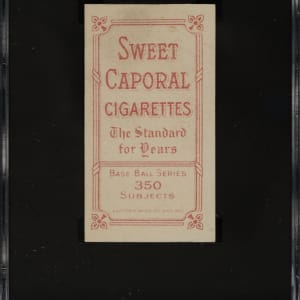 SWEET
CAPORAL
CIGARETTES
The Standard
for Years
BASE BALL SERIES
350
SUBJECTS